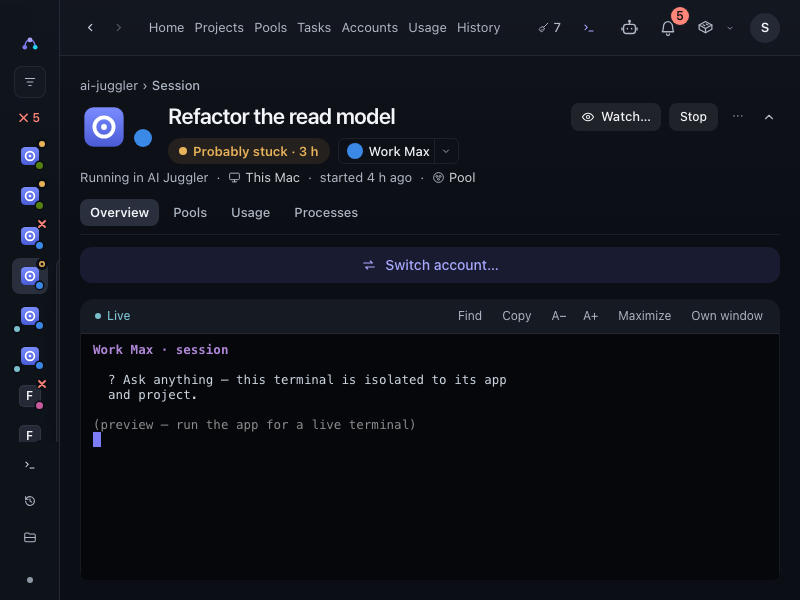 Home Projects Pools Tasks Accounts Usage History 7 5 S
5
ai-juggler › Session
Refactor the read model
Watch... Stop ...
Probably stuck · 3 h Work Max
Running in AI Juggler · This Mac · started 4 h ago · Pool
Overview Pools Usage Processes
Switch account...
Live Find Copy A− A+ Maximize Own window
Work Max · session
? Ask anything — this terminal is isolated to its app
and project.
(preview — run the app for a live terminal)
F
F